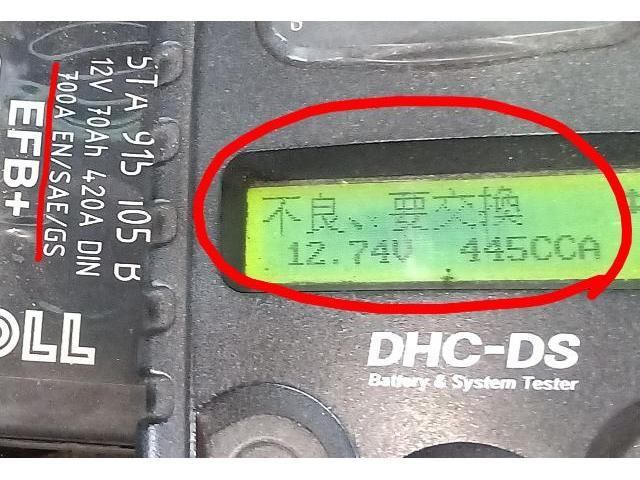 5TA 915 105 B
12V 70Ah 420A DIN
700A EN/SAE/GS
EFB+
OLL
不良、要交換
12.74V 445CCA
DHC-DS
Battery & System Tester